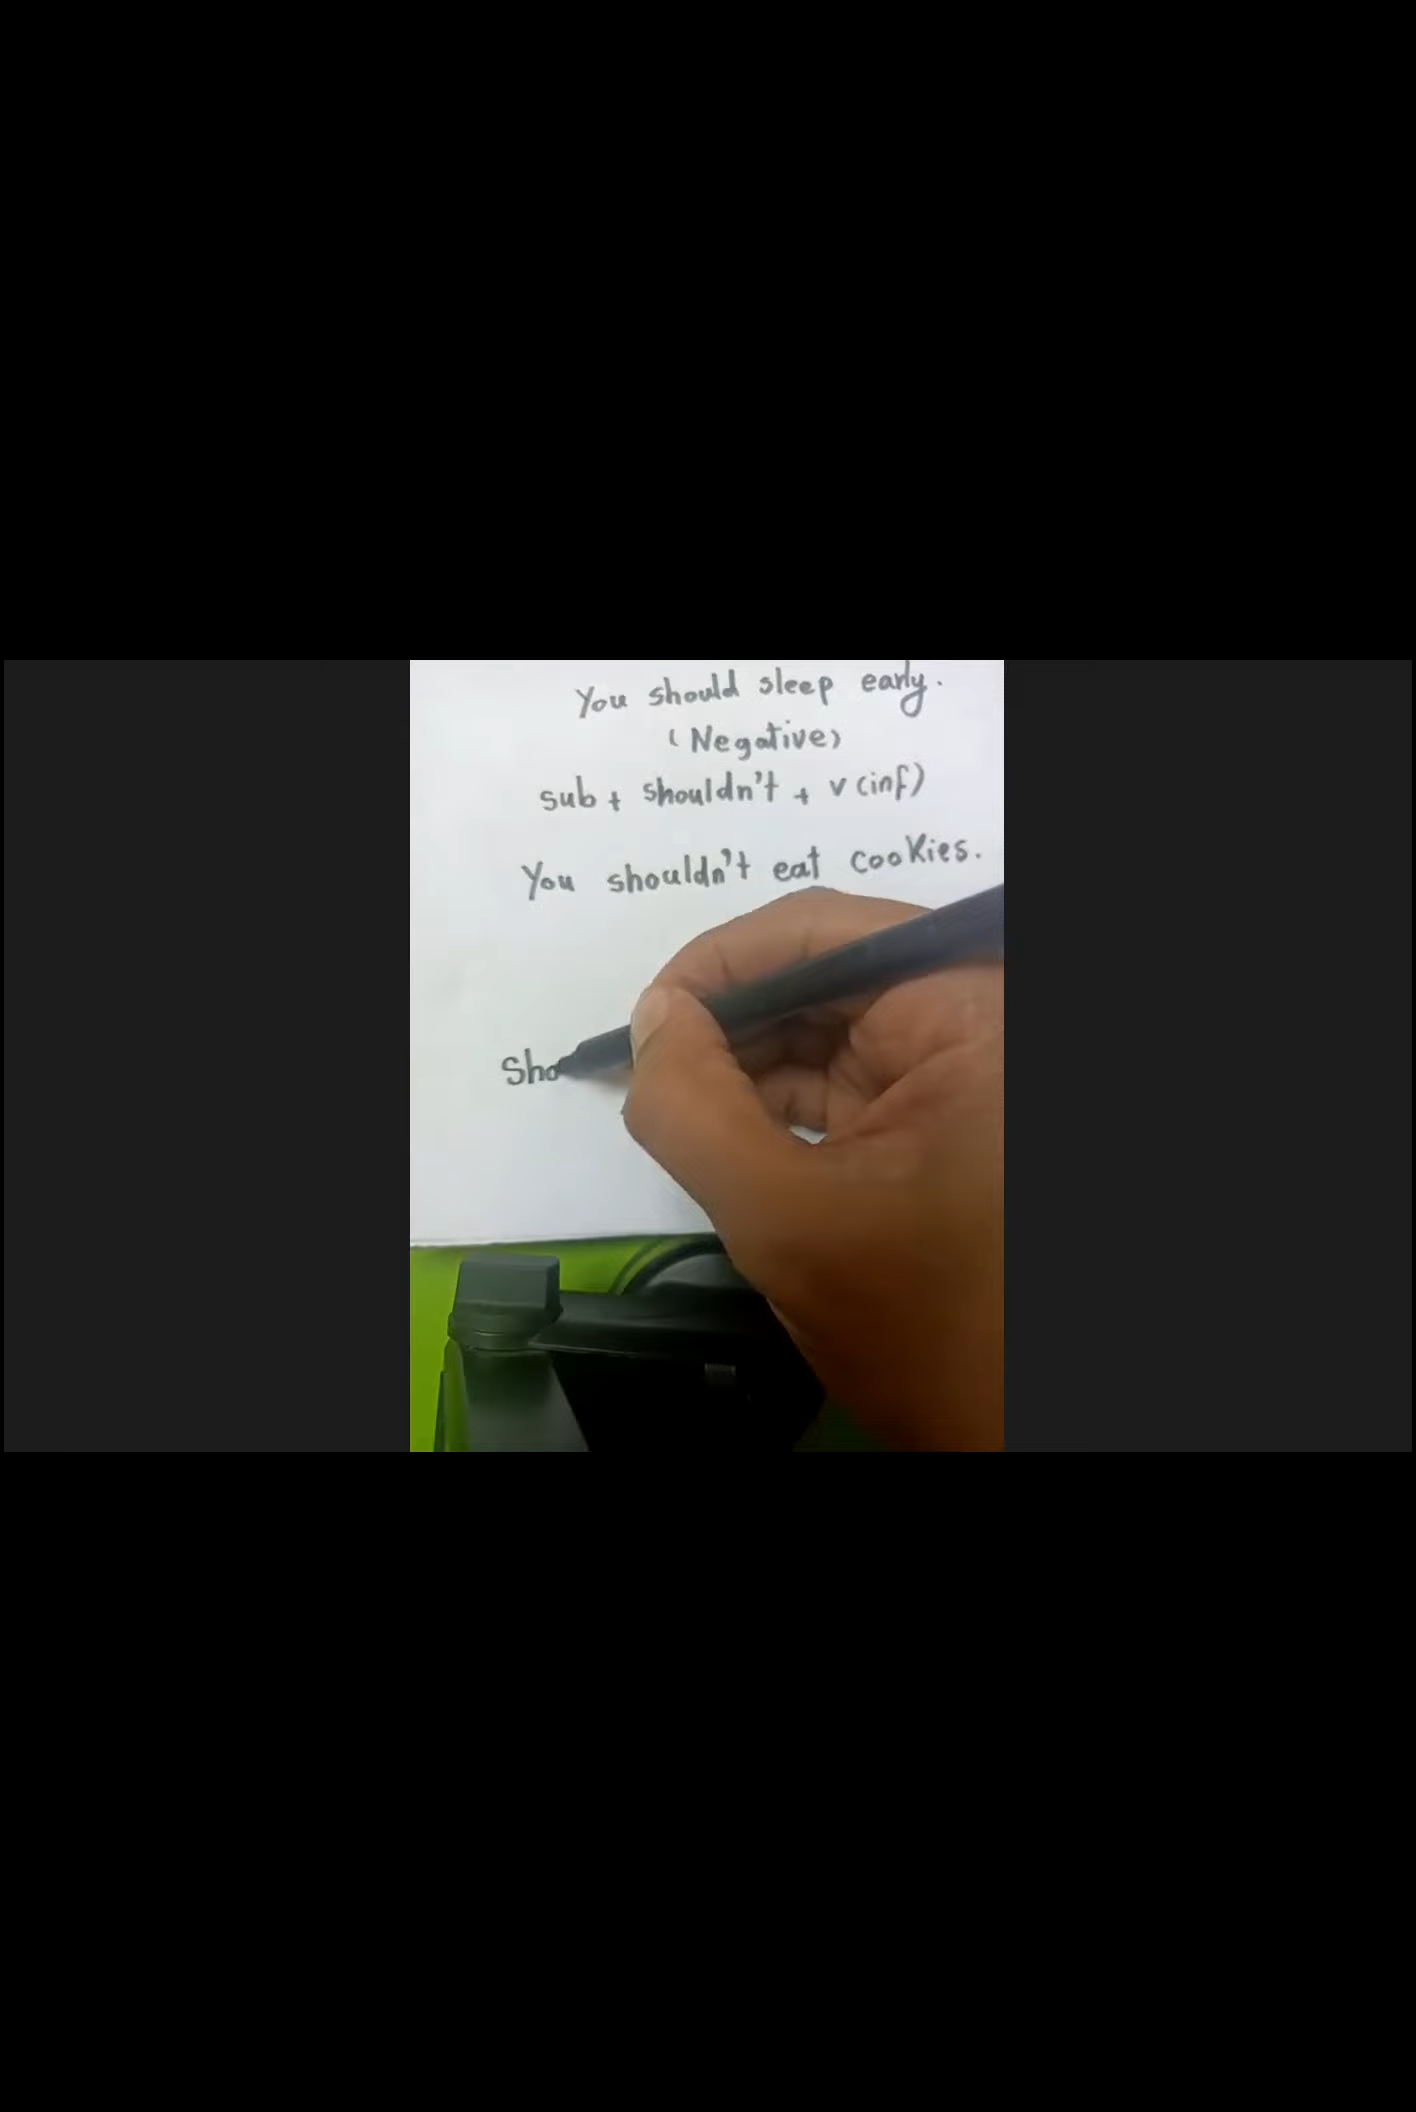 You should sleep early.
(Negative)
sub + shouldn't + v (inf)
You shouldn't eat cookies.
Sho